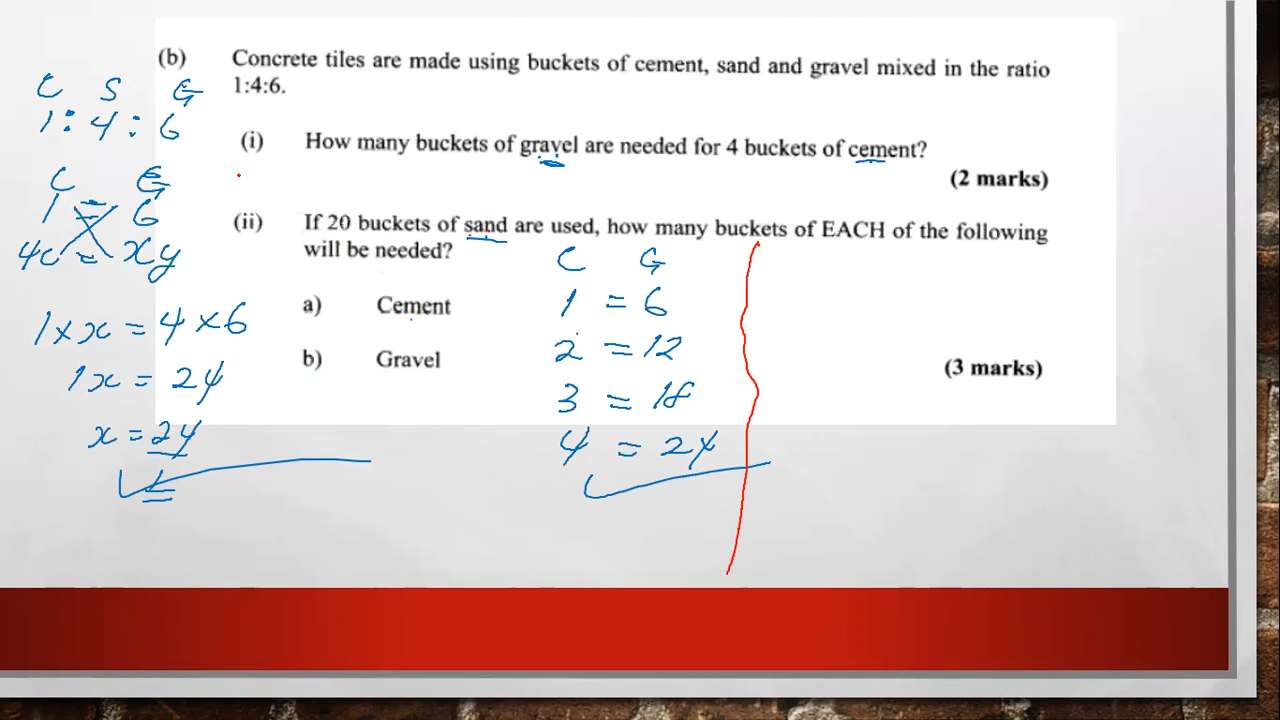 (b) Concrete tiles are made using buckets of cement, sand and gravel mixed in the ratio
1:4:6.
C S G
1 : 4 : 6
(i) How many buckets of gravel are needed for 4 buckets of cement?
(2 marks)
C G
1 = 6
4c = xy
(ii) If 20 buckets of sand are used, how many buckets of EACH of the following
will be needed?
a) Cement
b) Gravel
(3 marks)
1 × x = 4 × 6
1x = 24
x = 24
C G
1 = 6
2 = 12
3 = 18
4 = 24